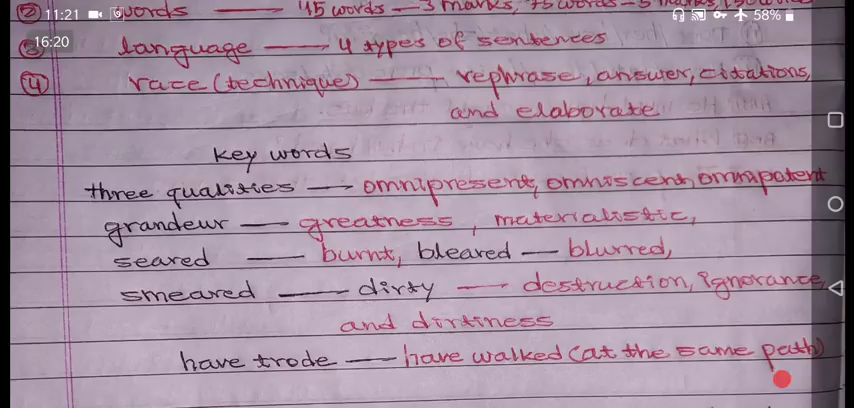 11:21 58%
② words — 45 words — 3 marks, 75 words — 5 marks,
16:20
language — 4 types of sentences
④ race (technique) — rephrase, answer, citations,
and elaborate
key words
three qualities — omnipresent, omniscent, omnipotent
grandeur — greatness, materialistic,
seared — burnt, bleared — blurred,
smeared — dirty — destruction, ignorance,
and dirtiness
have trode — have walked (at the same path)